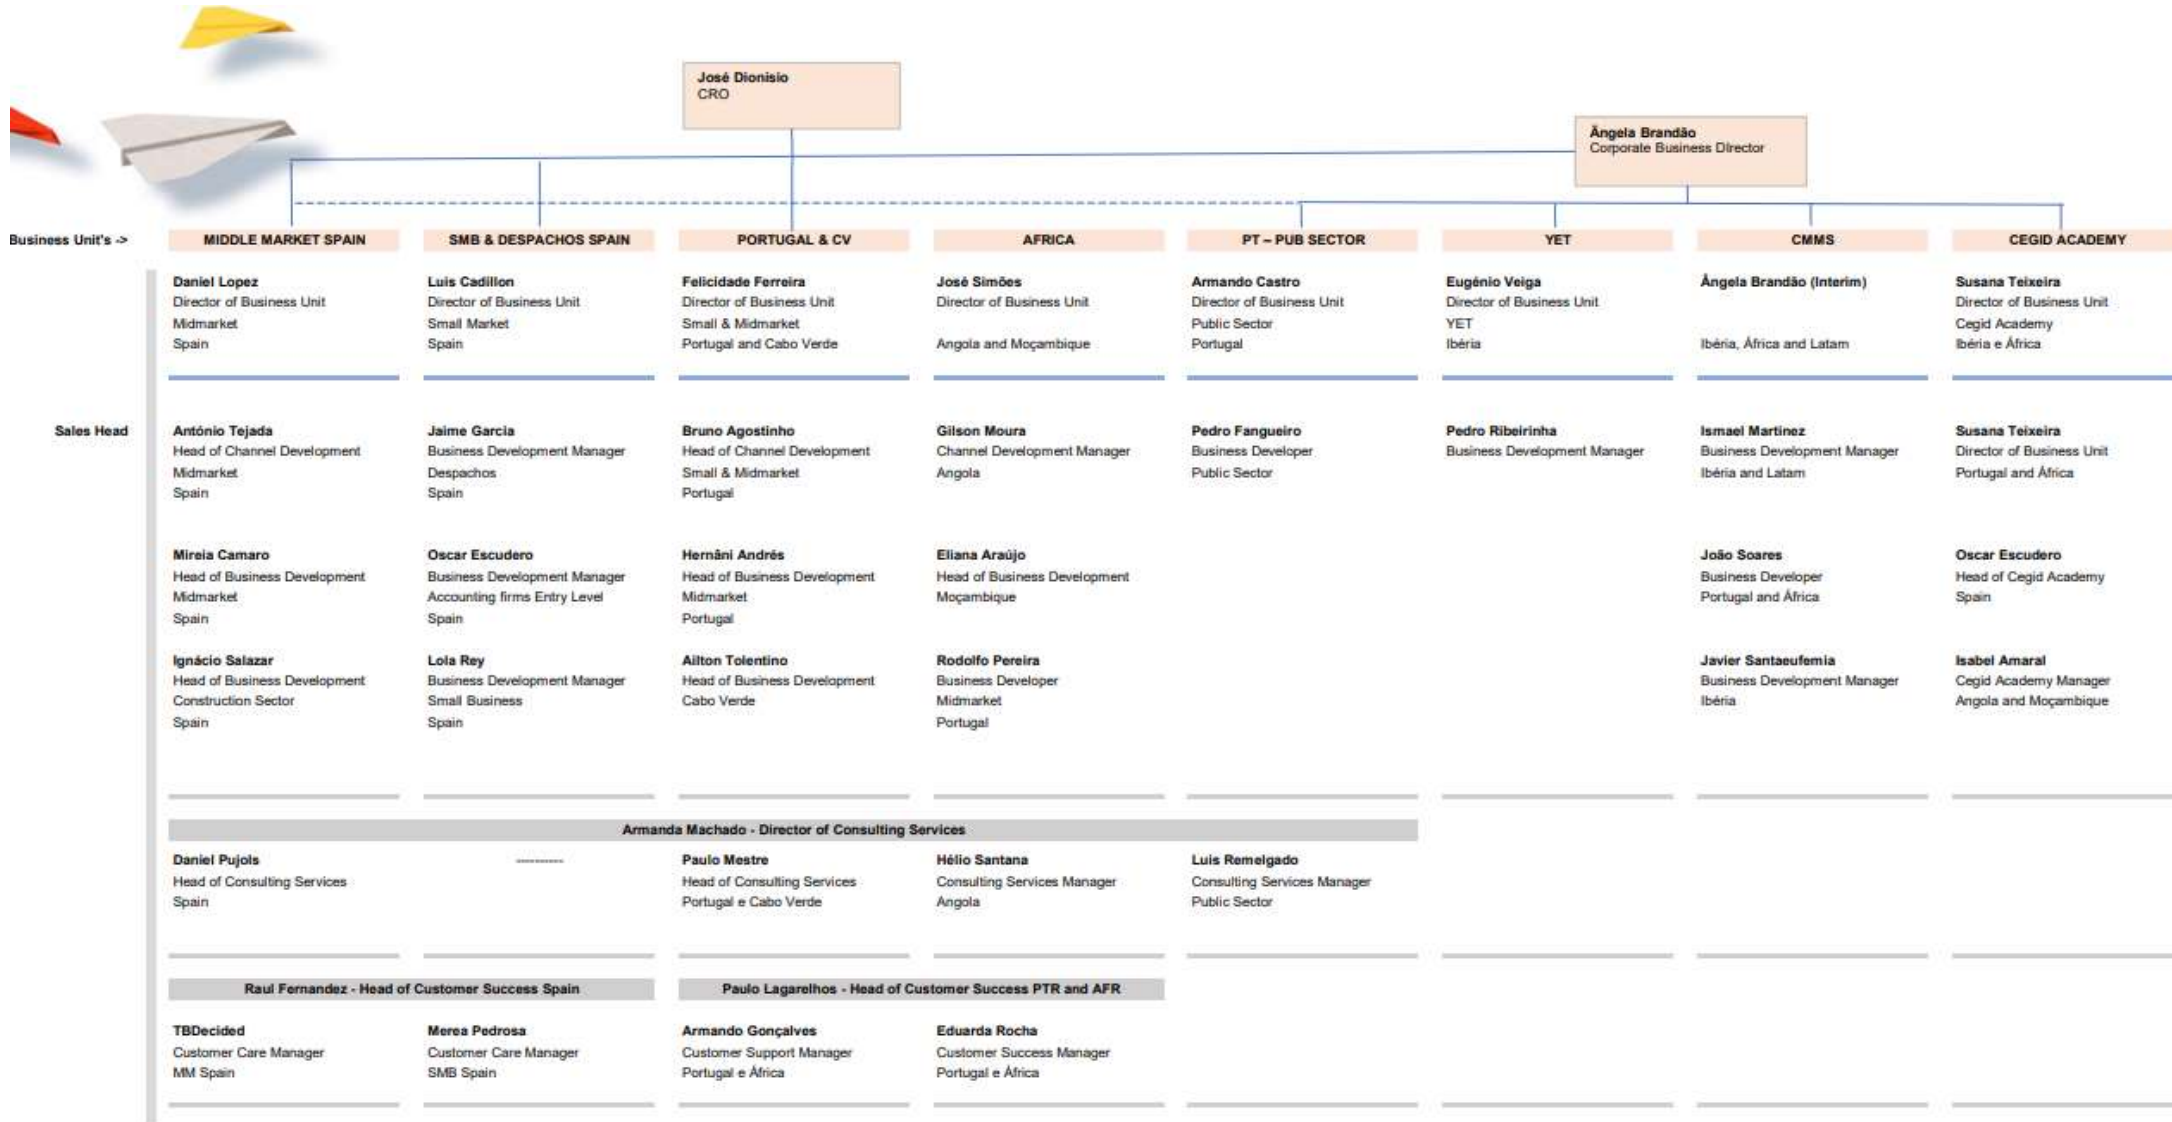 José Dionísio
CRO
Ângela Brandão
Corporate Business DIrector
Business Unit's ->
MIDDLE MARKET SPAIN
SMB & DESPACHOS SPAIN
PORTUGAL & CV
AFRICA
PT – PUB SECTOR
YET
CMMS
CEGID ACADEMY
Daniel Lopez
Director of Business Unit
Midmarket
Spain
Luis Cadillon
Director of Business Unit
Small Market
Spain
Felicidade Ferreira
Director of Business Unit
Small & Midmarket
Portugal and Cabo Verde
José Simões
Director of Business Unit
Angola and Moçambique
Armando Castro
Director of Business Unit
Public Sector
Portugal
Eugénio Veiga
Director of Business Unit
YET
Ibéria
Ângela Brandão (Interim)
Ibéria, África and Latam
Susana Teixeira
Director of Business Unit
Cegid Academy
Ibéria e África
Sales Head
António Tejada
Head of Channel Development
Midmarket
Spain
Jaime Garcia
Business Development Manager
Despachos
Spain
Bruno Agostinho
Head of Channel Development
Small & Midmarket
Portugal
Gilson Moura
Channel Development Manager
Angola
Pedro Fangueiro
Business Developer
Public Sector
Pedro Ribeirinha
Business Development Manager
Ismael Martinez
Business Development Manager
Ibéria and Latam
Susana Teixeira
Director of Business Unit
Portugal and África
Mireia Camaro
Head of Business Development
Midmarket
Spain
Oscar Escudero
Business Development Manager
Accounting firms Entry Level
Spain
Hernâni Andrés
Head of Business Development
Midmarket
Portugal
Eliana Araújo
Head of Business Development
Moçambique
João Soares
Business Developer
Portugal and África
Oscar Escudero
Head of Cegid Academy
Spain
Ignácio Salazar
Head of Business Development
Construction Sector
Spain
Lola Rey
Business Development Manager
Small Business
Spain
Ailton Tolentino
Head of Business Development
Cabo Verde
Rodolfo Pereira
Business Developer
Midmarket
Portugal
Javier Santaeufemia
Business Development Manager
Ibéria
Isabel Amaral
Cegid Academy Manager
Angola and Moçambique
Armanda Machado - Director of Consulting Services
Daniel Pujols
Head of Consulting Services
Spain
----------
Paulo Mestre
Head of Consulting Services
Portugal e Cabo Verde
Hélio Santana
Consulting Services Manager
Angola
Luis Remelgado
Consulting Services Manager
Public Sector
Raul Fernandez - Head of Customer Success Spain
Paulo Lagarelhos - Head of Customer Success PTR and AFR
TBDecided
Customer Care Manager
MM Spain
Merea Pedrosa
Customer Care Manager
SMB Spain
Armando Gonçalves
Customer Support Manager
Portugal e África
Eduarda Rocha
Customer Success Manager
Portugal e África